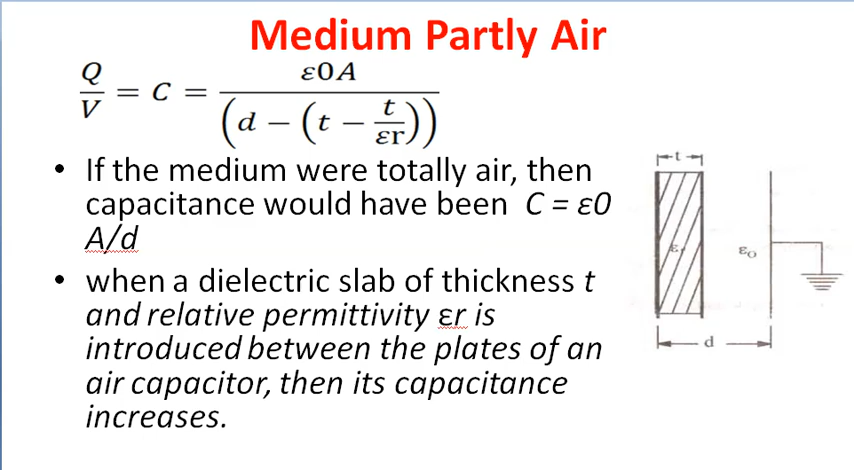 Medium Partly Air
Q/V = C = ε0A / (d − (t − t/εr))
• If the medium were totally air, then
capacitance would have been C = ε0
A/d
• when a dielectric slab of thickness t
and relative permittivity εr is
introduced between the plates of an
air capacitor, then its capacitance
increases.
t
εr
ε0
d